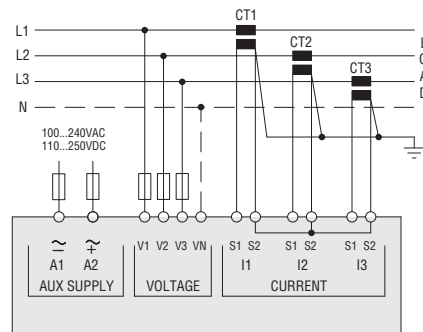 CT1
L1
CT2
L2
CT3
L3
N
L
O
A
D
100...240VAC
110...250VDC
V1 V2 V3 VN S1 S2 S1 S2 S1 S2
A1 A2 I1 I2 I3
AUX SUPPLY VOLTAGE CURRENT